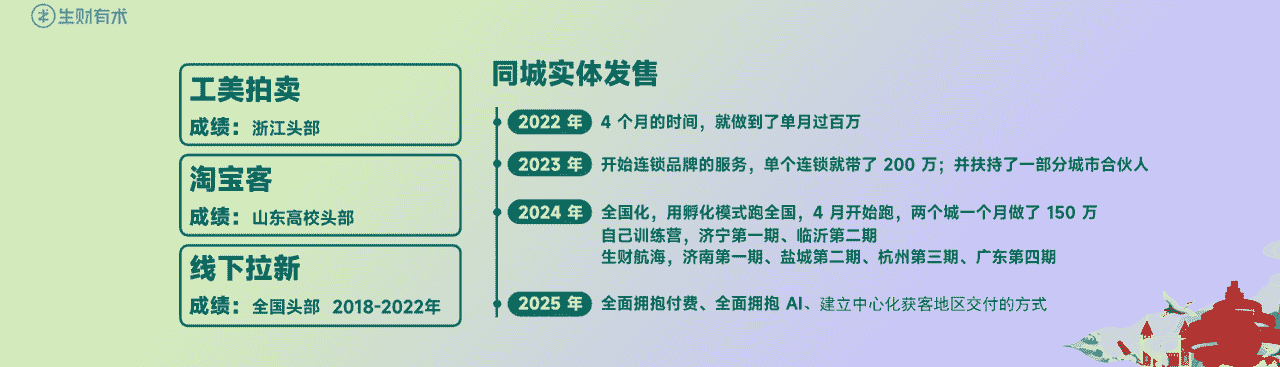 生财有术
工美拍卖
成绩：浙江头部
淘宝客
成绩：山东高校头部
线下拉新
成绩：全国头部 2018-2022年
同城实体发售
2022 年 4 个月的时间，就做到了单月过百万
2023 年 开始连锁品牌的服务，单个连锁就带了 200 万；并扶持了一部分城市合伙人
2024 年 全国化，用孵化模式跑全国，4 月开始跑，两个城一个月做了 150 万
自己训练营，济宁第一期、临沂第二期
生财航海，济南第一期、盐城第二期、杭州第三期、广东第四期
2025 年 全面拥抱付费、全面拥抱 AI、建立中心化获客地区交付的方式